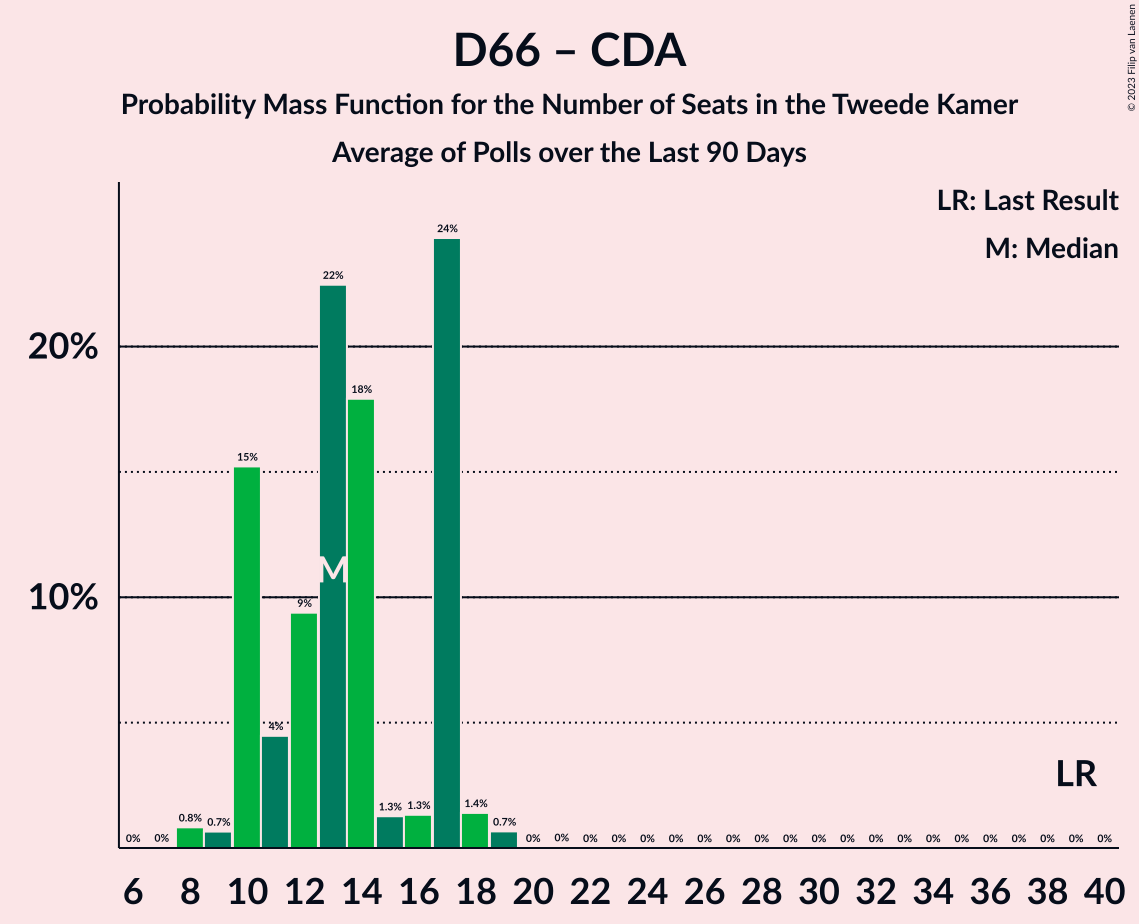 D66 – CDA
Probability Mass Function for the Number of Seats in the Tweede Kamer
Average of Polls over the Last 90 Days
© 2023 Filip van Laenen
LR: Last Result
M: Median
20%
10%
0% 0% 0.8% 0.7% 15% 4% 9% 22% 18% 1.3% 1.3% 24% 1.4% 0.7% 0% 0% 0% 0% 0% 0% 0% 0% 0% 0% 0% 0% 0% 0% 0% 0% 0% 0% 0% 0% 0%
M
LR
6 8 10 12 14 16 18 20 22 24 26 28 30 32 34 36 38 40